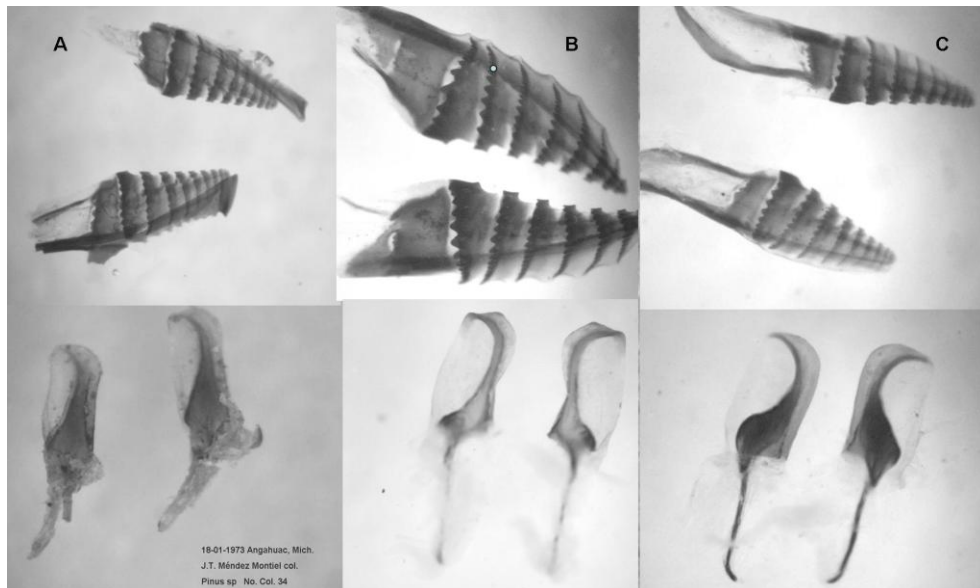 A
B
C
18-01-1973 Angahuac, Mich.
J.T. Méndez Montiel col.
Pinus sp No. Col. 34